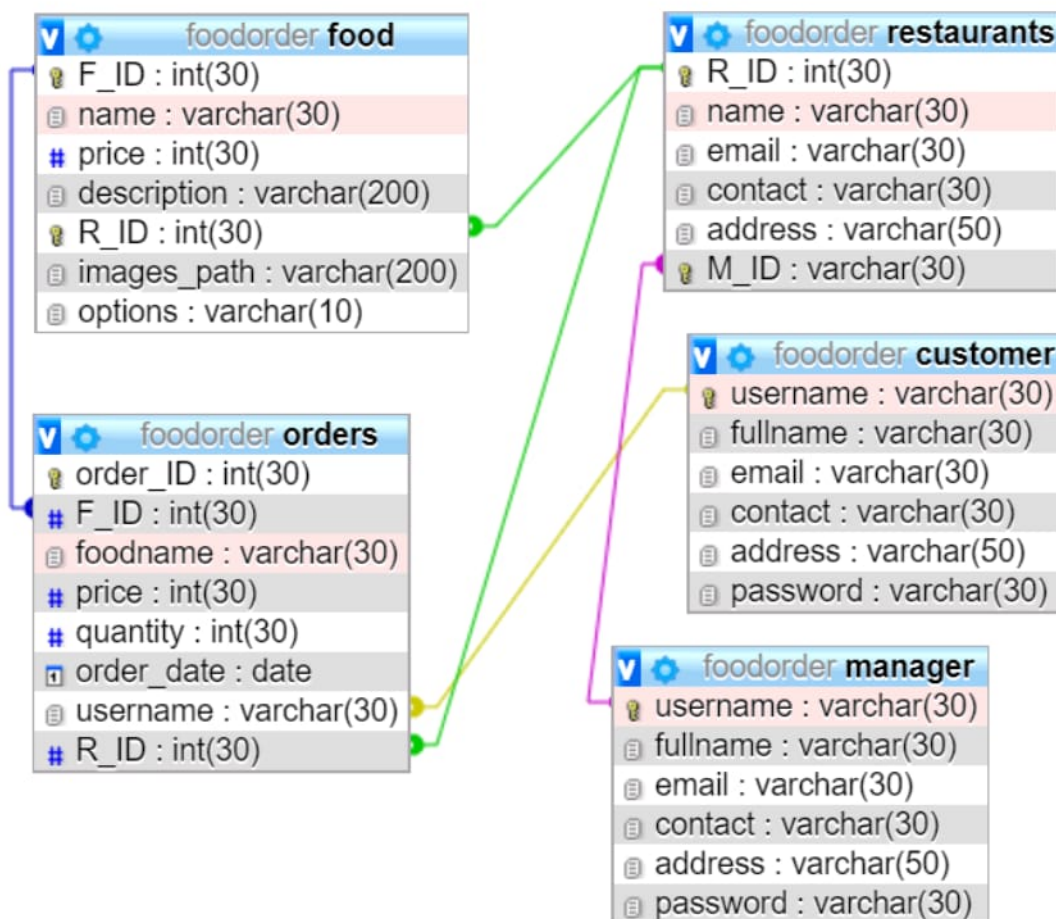 foodorder food
F_ID : int(30)
name : varchar(30)
# price : int(30)
description : varchar(200)
R_ID : int(30)
images_path : varchar(200)
options : varchar(10)
foodorder restaurants
R_ID : int(30)
name : varchar(30)
email : varchar(30)
contact : varchar(30)
address : varchar(50)
M_ID : varchar(30)
foodorder customer
username : varchar(30)
fullname : varchar(30)
email : varchar(30)
contact : varchar(30)
address : varchar(50)
password : varchar(30)
foodorder orders
order_ID : int(30)
# F_ID : int(30)
foodname : varchar(30)
# price : int(30)
# quantity : int(30)
order_date : date
username : varchar(30)
# R_ID : int(30)
foodorder manager
username : varchar(30)
fullname : varchar(30)
email : varchar(30)
contact : varchar(30)
address : varchar(50)
password : varchar(30)